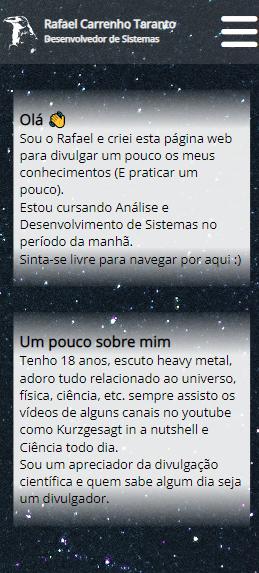 Rafael Carrenho Taranto
Desenvolvedor de Sistemas
Olá 👏
Sou o Rafael e criei esta página web
para divulgar um pouco os meus
conhecimentos (E praticar um
pouco).
Estou cursando Análise e
Desenvolvimento de Sistemas no
período da manhã.
Sinta-se livre para navegar por aqui :)
Um pouco sobre mim
Tenho 18 anos, escuto heavy metal,
adoro tudo relacionado ao universo,
física, ciência, etc. sempre assisto os
vídeos de alguns canais no youtube
como Kurzgesagt in a nutshell e
Ciência todo dia.
Sou um apreciador da divulgação
científica e quem sabe algum dia seja
um divulgador.